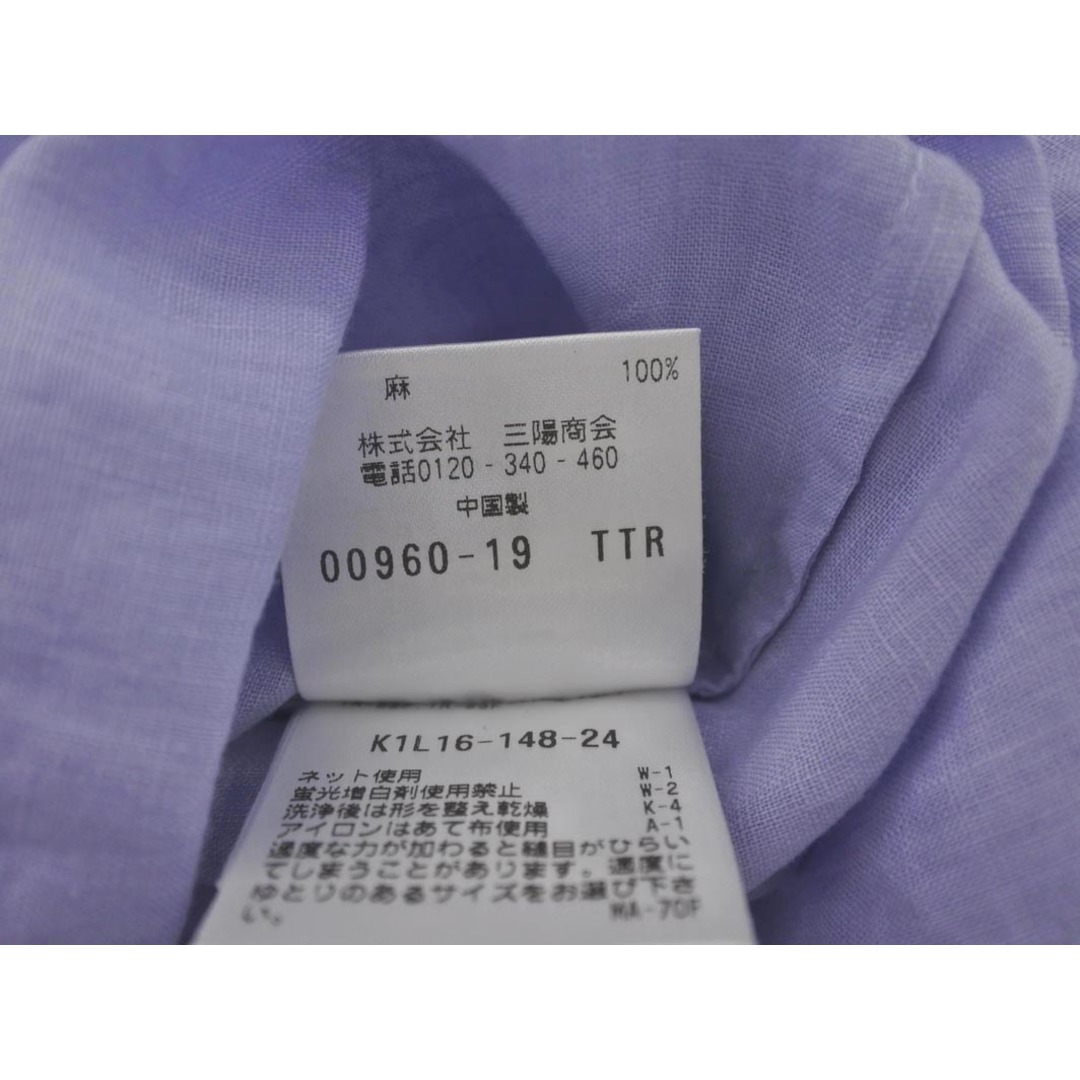 麻 100%
株式会社 三陽商会
電話0120-340-460
中国製
00960-19 TTR
K1L16-148-24
ネット使用 W-1
蛍光増白剤使用禁止 W-2
洗浄後は形を整え乾燥 K-4
アイロンはあて布使用 A-1
過度な力が加わると縫目がひらい
てしまうことがあります。適度に
ゆとりのあるサイズをお選び下さ
い。 WA-70F